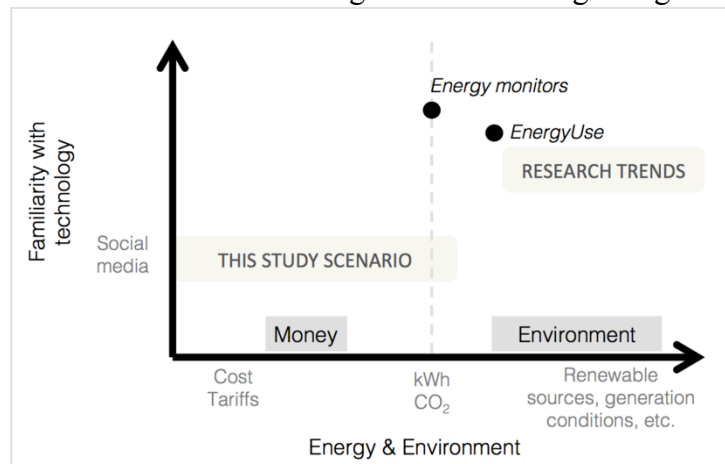 Energy monitors
EnergyUse
RESEARCH TRENDS
Familiarity with
technology
Social
media
THIS STUDY SCENARIO
Money
Environment
Cost
Tariffs
kWh
CO₂
Renewable
sources, generation
conditions, etc.
Energy & Environment